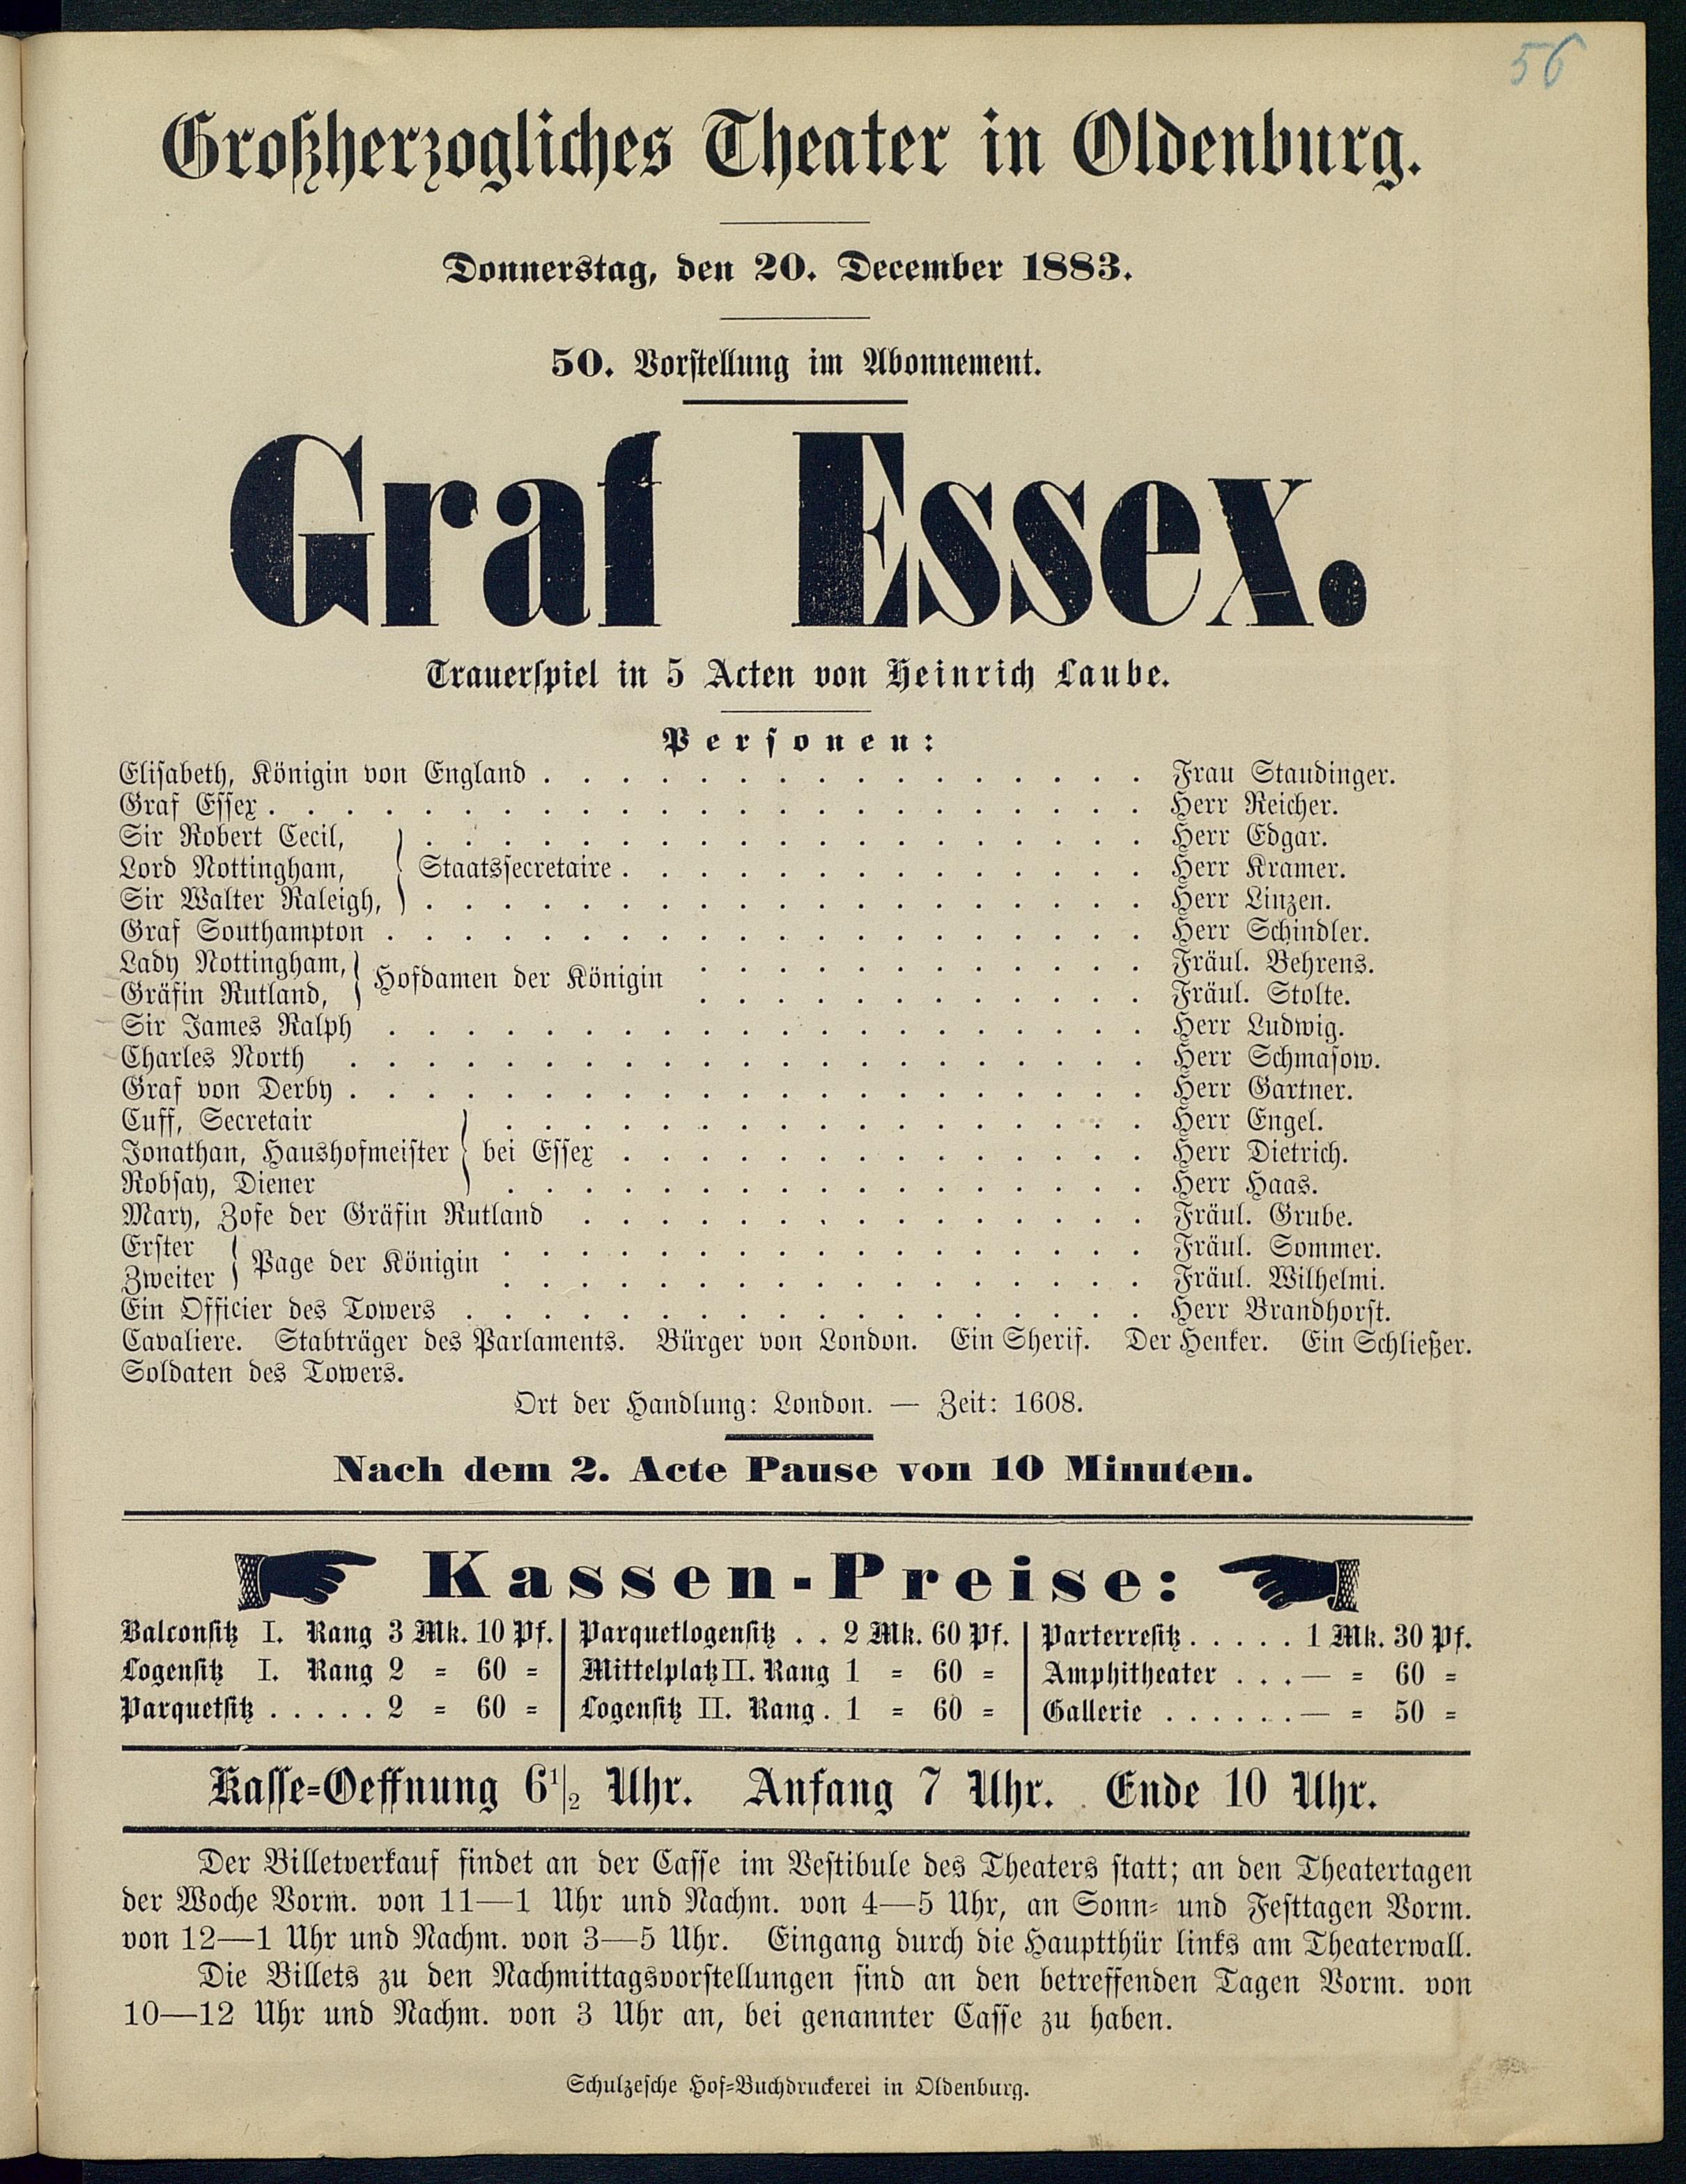 56
Großherzogliches Theater in Oldenburg.
Donnerstag, den 20. December 1883.
50. Vorstellung im Abonnement.
Graf Essex.
Trauerspiel in 5 Acten von Heinrich Laube.
Personen:
Elisabeth, Königin von England . . . . . . . . . . . . . . . . Frau Staudinger.
Graf Essex . . . . . . . . . . . . . . . . . . . . . . . Herr Reicher.
Sir Robert Cecil, . . . . . . . . . . . . . . . . . . . Herr Edgar.
Lord Nottingham, } Staatssecretaire . . . . . . . . . . . . . . Herr Kramer.
Sir Walter Raleigh, . . . . . . . . . . . . . . . . . . . Herr Linzen.
Graf Southampton . . . . . . . . . . . . . . . . . . . . Herr Schindler.
Lady Nottingham, } Hofdamen der Königin . . . . . . . . . . . . Fräul. Behrens.
Gräfin Rutland, . . . . . . . . . . . . Fräul. Stolte.
Sir James Ralph . . . . . . . . . . . . . . . . . . . . Herr Ludwig.
Charles North . . . . . . . . . . . . . . . . . . . . . Herr Schmasow.
Graf von Derby . . . . . . . . . . . . . . . . . . . . . Herr Gartner.
Cuff, Secretair . . . . . . . . . . . . . . . . . Herr Engel.
Jonathan, Haushofmeister } bei Essex . . . . . . . . . . . . . . Herr Dietrich.
Robsay, Diener . . . . . . . . . . . . . . . . . Herr Haas.
Mary, Zofe der Gräfin Rutland . . . . . . . . . . . . . . . Fräul. Grube.
Erster } Page der Königin . . . . . . . . . . . . . . . . . Fräul. Sommer.
Zweiter . . . . . . . . . . . . . . . . . Fräul. Wilhelmi.
Ein Officier des Towers . . . . . . . . . . . . . . . . . . Herr Brandhorst.
Cavaliere. Stabträger des Parlaments. Bürger von London. Ein Sherif. Der Henker. Ein Schließer.
Soldaten des Towers.
Ort der Handlung: London. — Zeit: 1608.
Nach dem 2. Acte Pause von 10 Minuten.
Kassen-Preise:
Balconsitz I. Rang 3 Mk. 10 Pf. | Parquetlogensitz . . 2 Mk. 60 Pf. | Parterresitz . . . . . 1 Mk. 30 Pf.
Logensitz I. Rang 2 = 60 = | Mittelplatz II. Rang 1 = 60 = | Amphitheater . . . — = 60 =
Parquetsitz . . . . . 2 = 60 = | Logensitz II. Rang . 1 = 60 = | Gallerie . . . . . . — = 50 =
Kasse=Oeffnung 6½ Uhr. Anfang 7 Uhr. Ende 10 Uhr.
Der Billetverkauf findet an der Casse im Vestibule des Theaters statt; an den Theatertagen
der Woche Vorm. von 11—1 Uhr und Nachm. von 4—5 Uhr, an Sonn= und Festtagen Vorm.
von 12—1 Uhr und Nachm. von 3—5 Uhr. Eingang durch die Hauptthür links am Theaterwall.
Die Billets zu den Nachmittagsvorstellungen sind an den betreffenden Tagen Vorm. von
10—12 Uhr und Nachm. von 3 Uhr an, bei genannter Casse zu haben.
Schulzesche Hof=Buchdruckerei in Oldenburg.